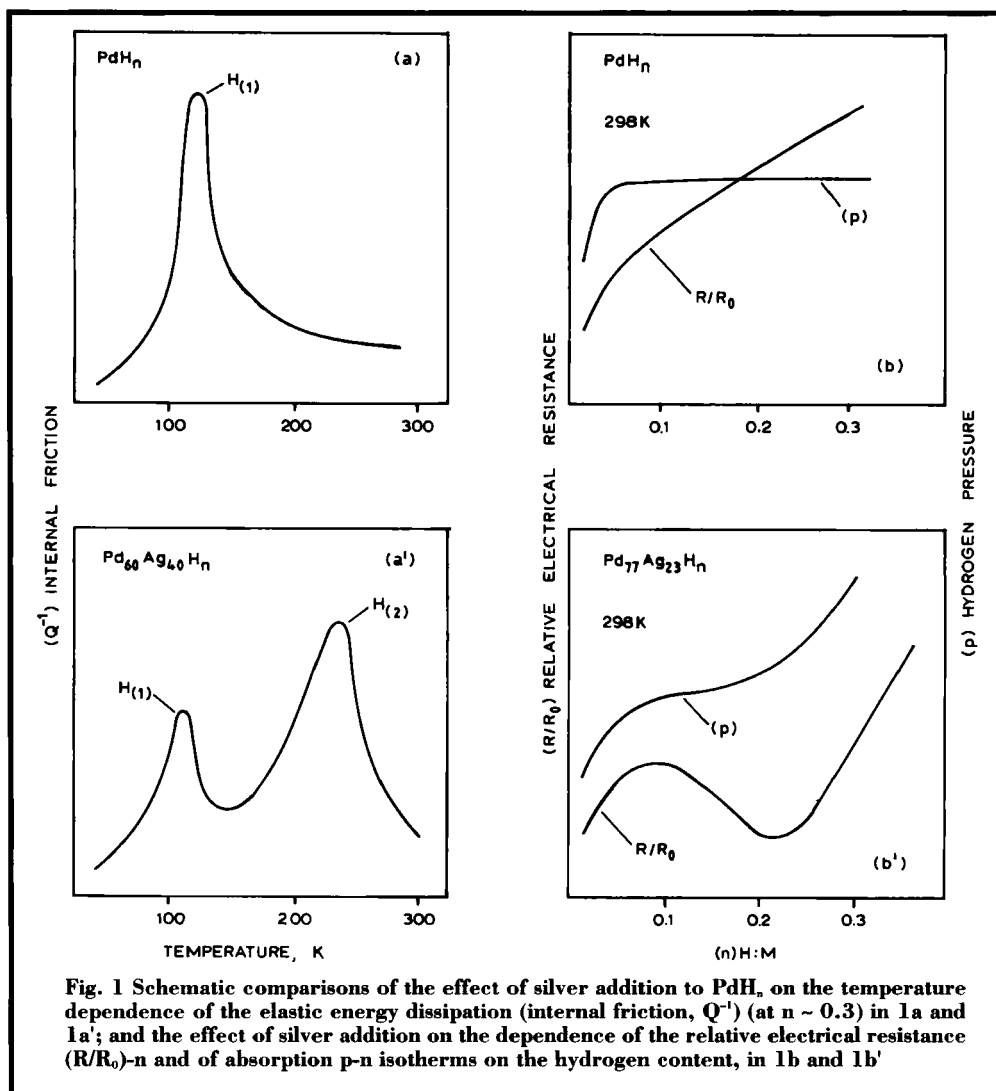 PdHn
(a)
H(1)
100 200 300
PdHn
(b)
298K
(p)
R/R0
0.1 0.2 0.3
(Q-1) INTERNAL FRICTION
(R/R0) RELATIVE ELECTRICAL RESISTANCE
(p) HYDROGEN PRESSURE
Pd60Ag40Hn
(a')
H(1)
H(2)
100 200 300
TEMPERATURE, K
Pd77Ag23Hn
298K
(p)
R/R0
(b')
0.1 0.2 0.3
(n)H:M
Fig. 1 Schematic comparisons of the effect of silver addition to PdHn on the temperature
dependence of the elastic energy dissipation (internal friction, Q-1) (at n ~ 0.3) in 1a and
1a'; and the effect of silver addition on the dependence of the relative electrical resistance
(R/R0)-n and of absorption p-n isotherms on the hydrogen content, in 1b and 1b'